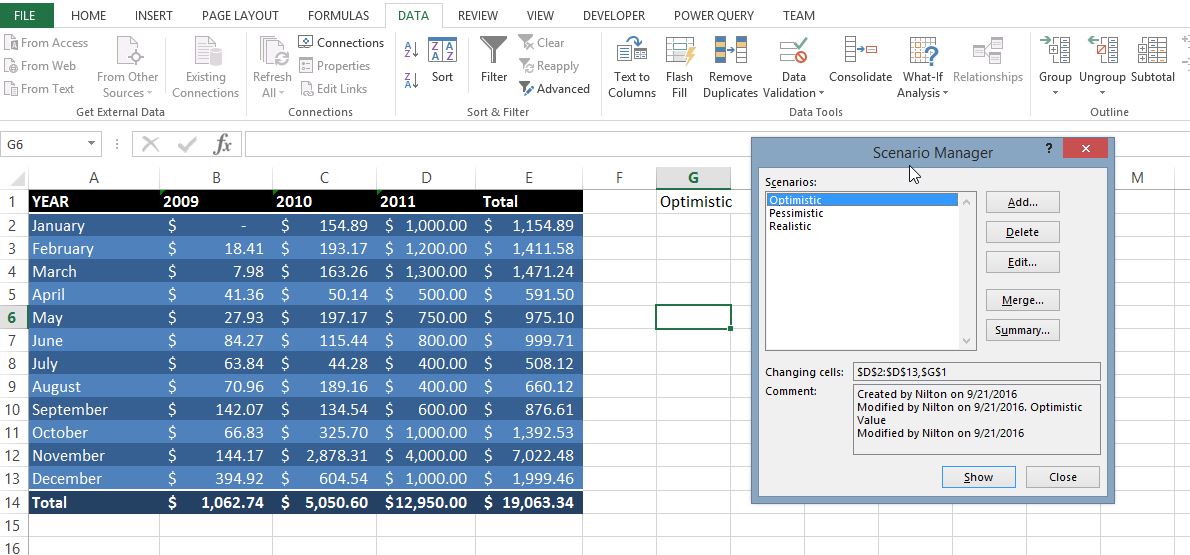 FILE HOME INSERT PAGE LAYOUT FORMULAS DATA REVIEW VIEW DEVELOPER POWER QUERY TEAM
From Access
From Web
From Text
From Other
Sources
Existing
Connections
Get External Data
Refresh
All
Connections
Properties
Edit Links
Connections
Sort
Filter
Clear
Reapply
Advanced
Sort & Filter
Text to
Columns
Flash
Fill
Remove
Duplicates
Data
Validation
Consolidate
What-If
Analysis
Relationships
Data Tools
Group
Ungroup
Subtotal
Outline
G6 fx
A B C D E F G M
1 YEAR 2009 2010 2011 Total Optimistic
2 January $ - $ 154.89 $ 1,000.00 $ 1,154.89
3 February $ 18.41 $ 193.17 $ 1,200.00 $ 1,411.58
4 March $ 7.98 $ 163.26 $ 1,300.00 $ 1,471.24
5 April $ 41.36 $ 50.14 $ 500.00 $ 591.50
6 May $ 27.93 $ 197.17 $ 750.00 $ 975.10
7 June $ 84.27 $ 115.44 $ 800.00 $ 999.71
8 July $ 63.84 $ 44.28 $ 400.00 $ 508.12
9 August $ 70.96 $ 189.16 $ 400.00 $ 660.12
10 September $ 142.07 $ 134.54 $ 600.00 $ 876.61
11 October $ 66.83 $ 325.70 $ 1,000.00 $ 1,392.53
12 November $ 144.17 $ 2,878.31 $ 4,000.00 $ 7,022.48
13 December $ 394.92 $ 604.54 $ 1,000.00 $ 1,999.46
14 Total $ 1,062.74 $ 5,050.60 $12,950.00 $ 19,063.34
15
16
Scenario Manager ? x
Scenarios:
Optimistic
Pessimistic
Realistic
Add...
Delete
Edit...
Merge...
Summary...
Changing cells: $D$2:$D$13,$G$1
Comment: Created by Nilton on 9/21/2016
Modified by Nilton on 9/21/2016. Optimistic
Value
Modified by Nilton on 9/21/2016
Show Close